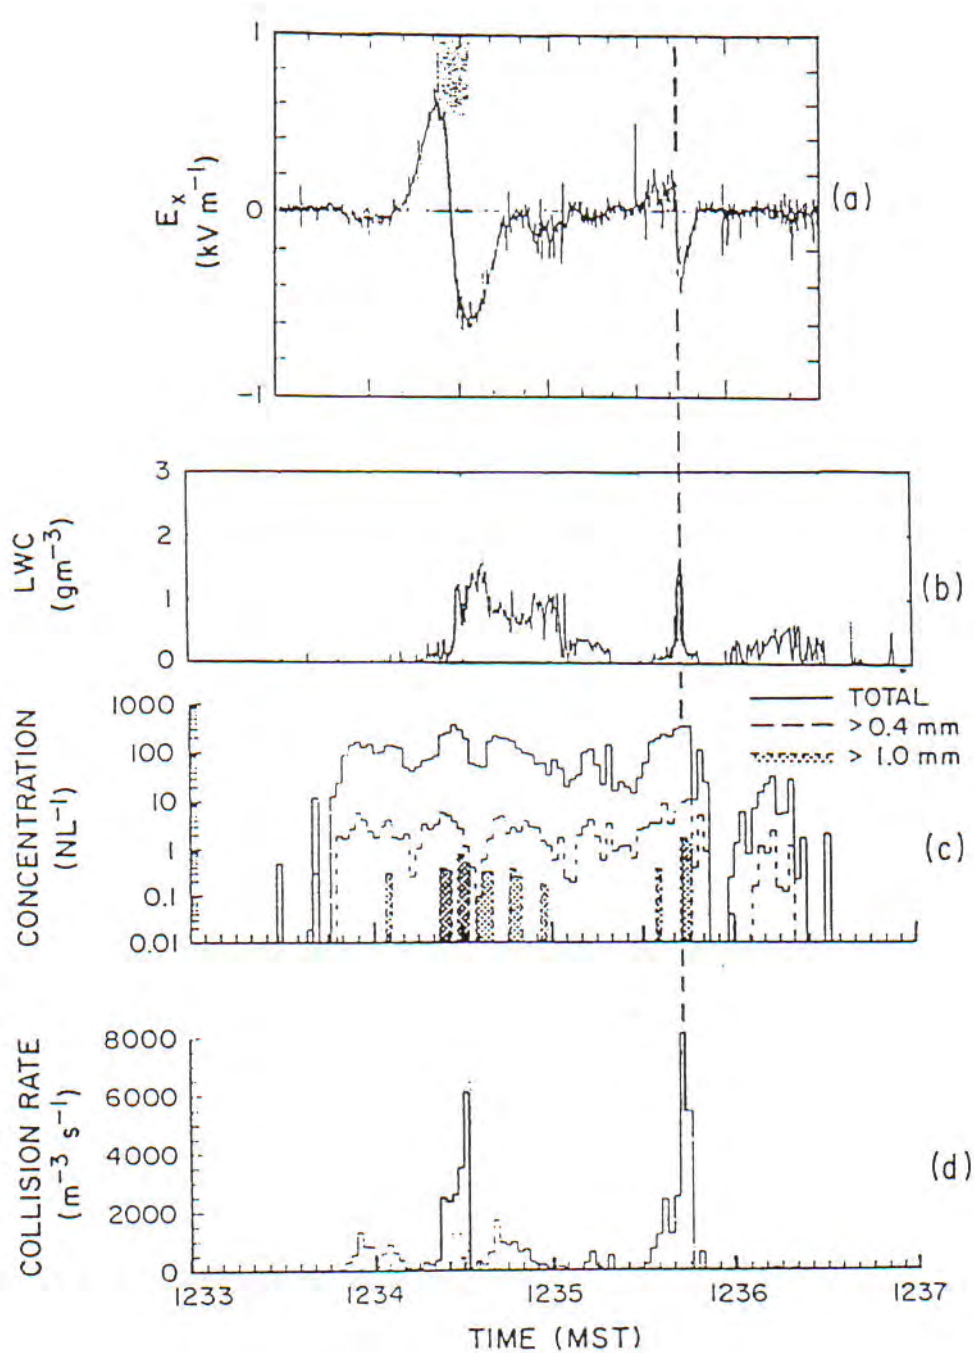 1
0
−1
E_x
(kV m⁻¹)
(a)
3
2
1
0
LWC
(gm⁻³)
(b)
TOTAL
>0.4 mm
> 1.0 mm
1000
100
10
1
0.1
0.01
CONCENTRATION
(NL⁻¹)
(c)
8000
6000
4000
2000
0
COLLISION RATE
(m⁻³ s⁻¹)
(d)
1233 1234 1235 1236 1237
TIME (MST)